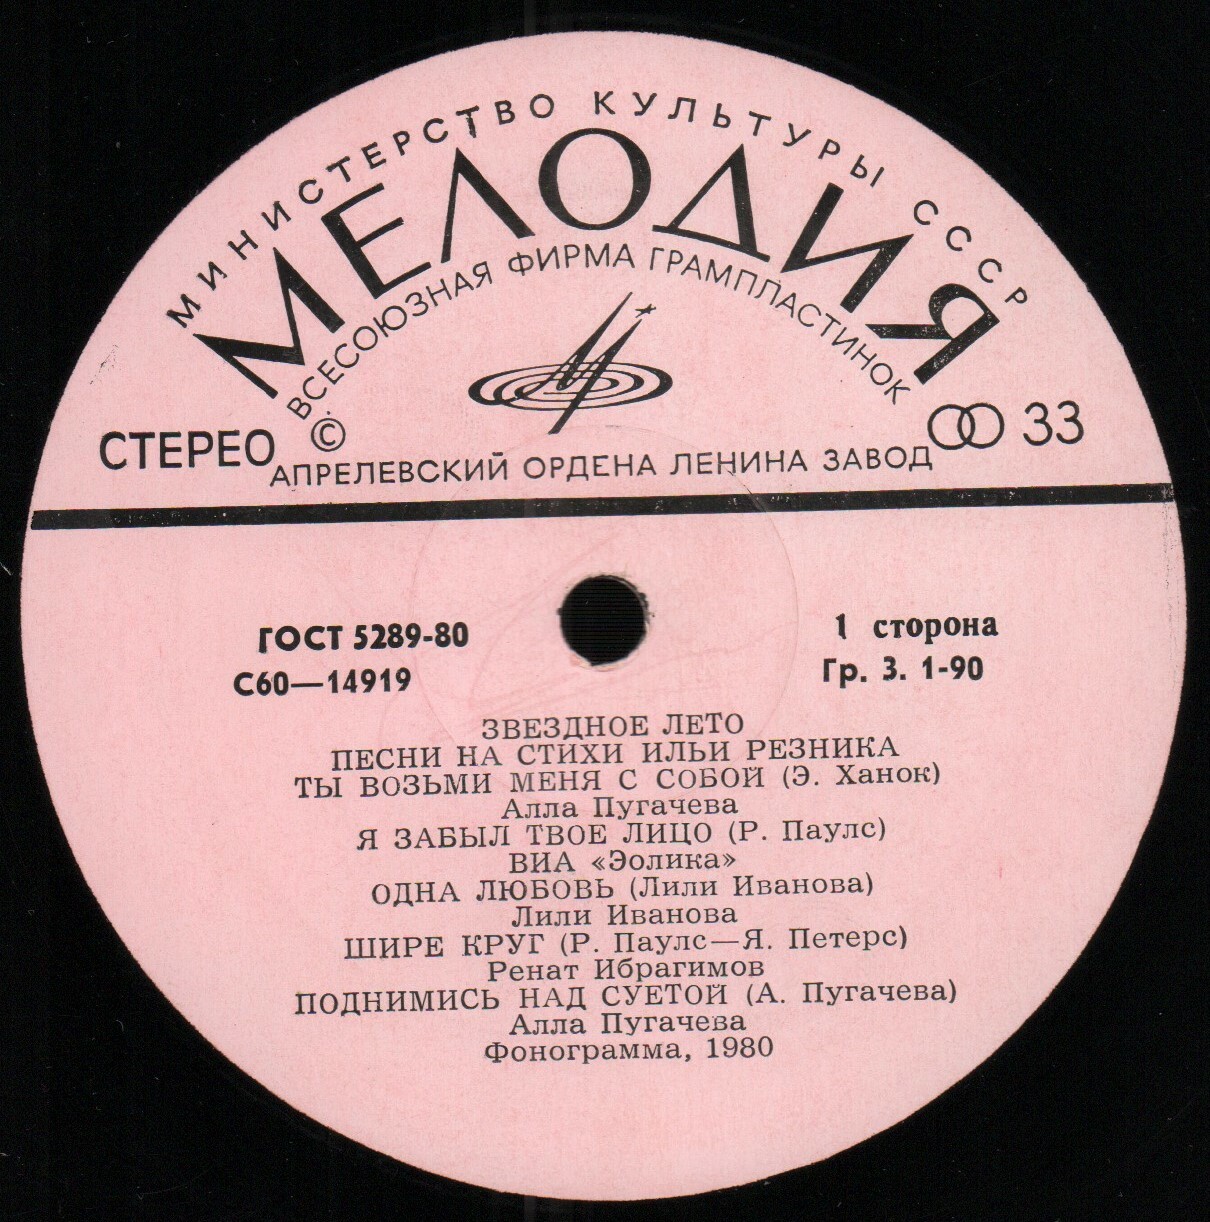 МИНИСТЕРСТВО КУЛЬТУРЫ СССР
МЕЛОДИЯ
ВСЕСОЮЗНАЯ ФИРМА ГРАМПЛАСТИНОК
СТЕРЕО © 33
АПРЕЛЕВСКИЙ ОРДЕНА ЛЕНИНА ЗАВОД
ГОСТ 5289-80 1 сторона
С60—14919 Гр. 3. 1-90
ЗВЕЗДНОЕ ЛЕТО
ПЕСНИ НА СТИХИ ИЛЬИ РЕЗНИКА
ТЫ ВОЗЬМИ МЕНЯ С СОБОЙ (Э. Ханок)
Алла Пугачева
Я ЗАБЫЛ ТВОЕ ЛИЦО (Р. Паулс)
ВИА «Эолика»
ОДНА ЛЮБОВЬ (Лили Иванова)
Лили Иванова
ШИРЕ КРУГ (Р. Паулс—Я. Петерс)
Ренат Ибрагимов
ПОДНИМИСЬ НАД СУЕТОЙ (А. Пугачева)
Алла Пугачева
Фонограмма, 1980